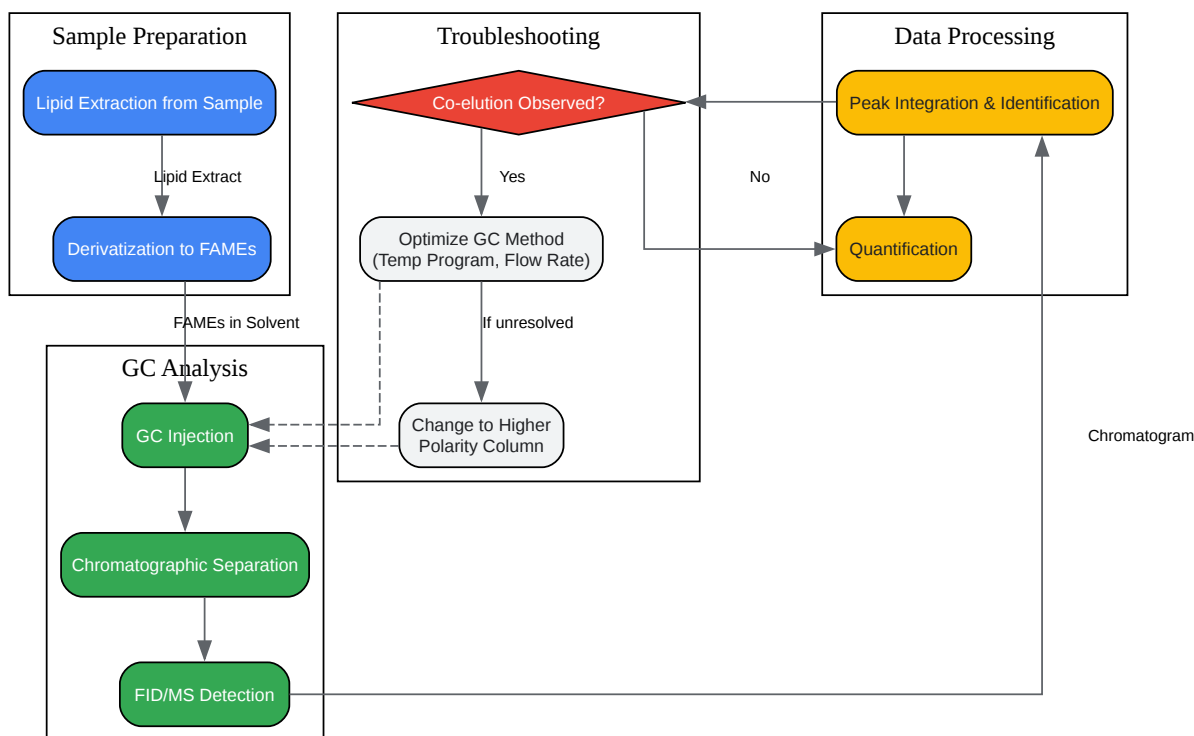 Sample Preparation
Lipid Extraction from Sample
Lipid Extract
Derivatization to FAMEs
FAMEs in Solvent
GC Analysis
GC Injection
Chromatographic Separation
FID/MS Detection
Troubleshooting
Co-elution Observed?
Yes
No
Optimize GC Method
(Temp Program, Flow Rate)
If unresolved
Change to Higher
Polarity Column
Data Processing
Peak Integration & Identification
Quantification
Chromatogram